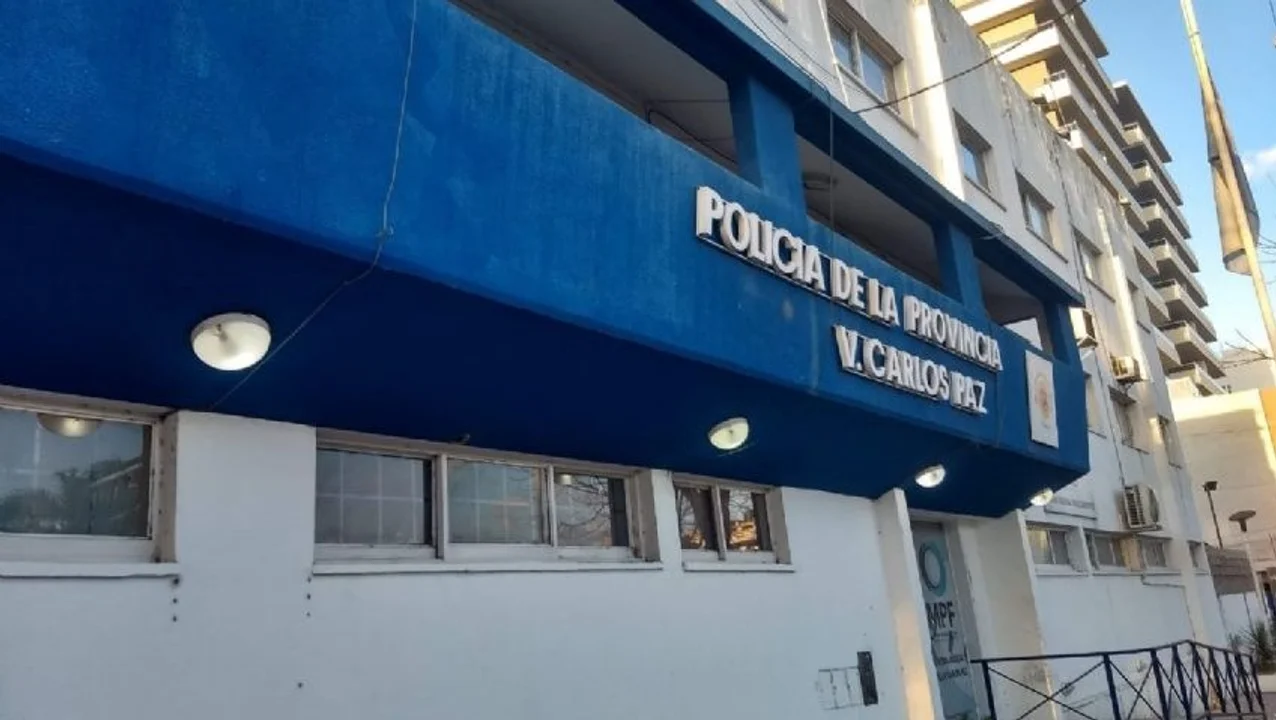 POLICIA DE LA PROVINCIA
V. CARLOS PAZ
MPF